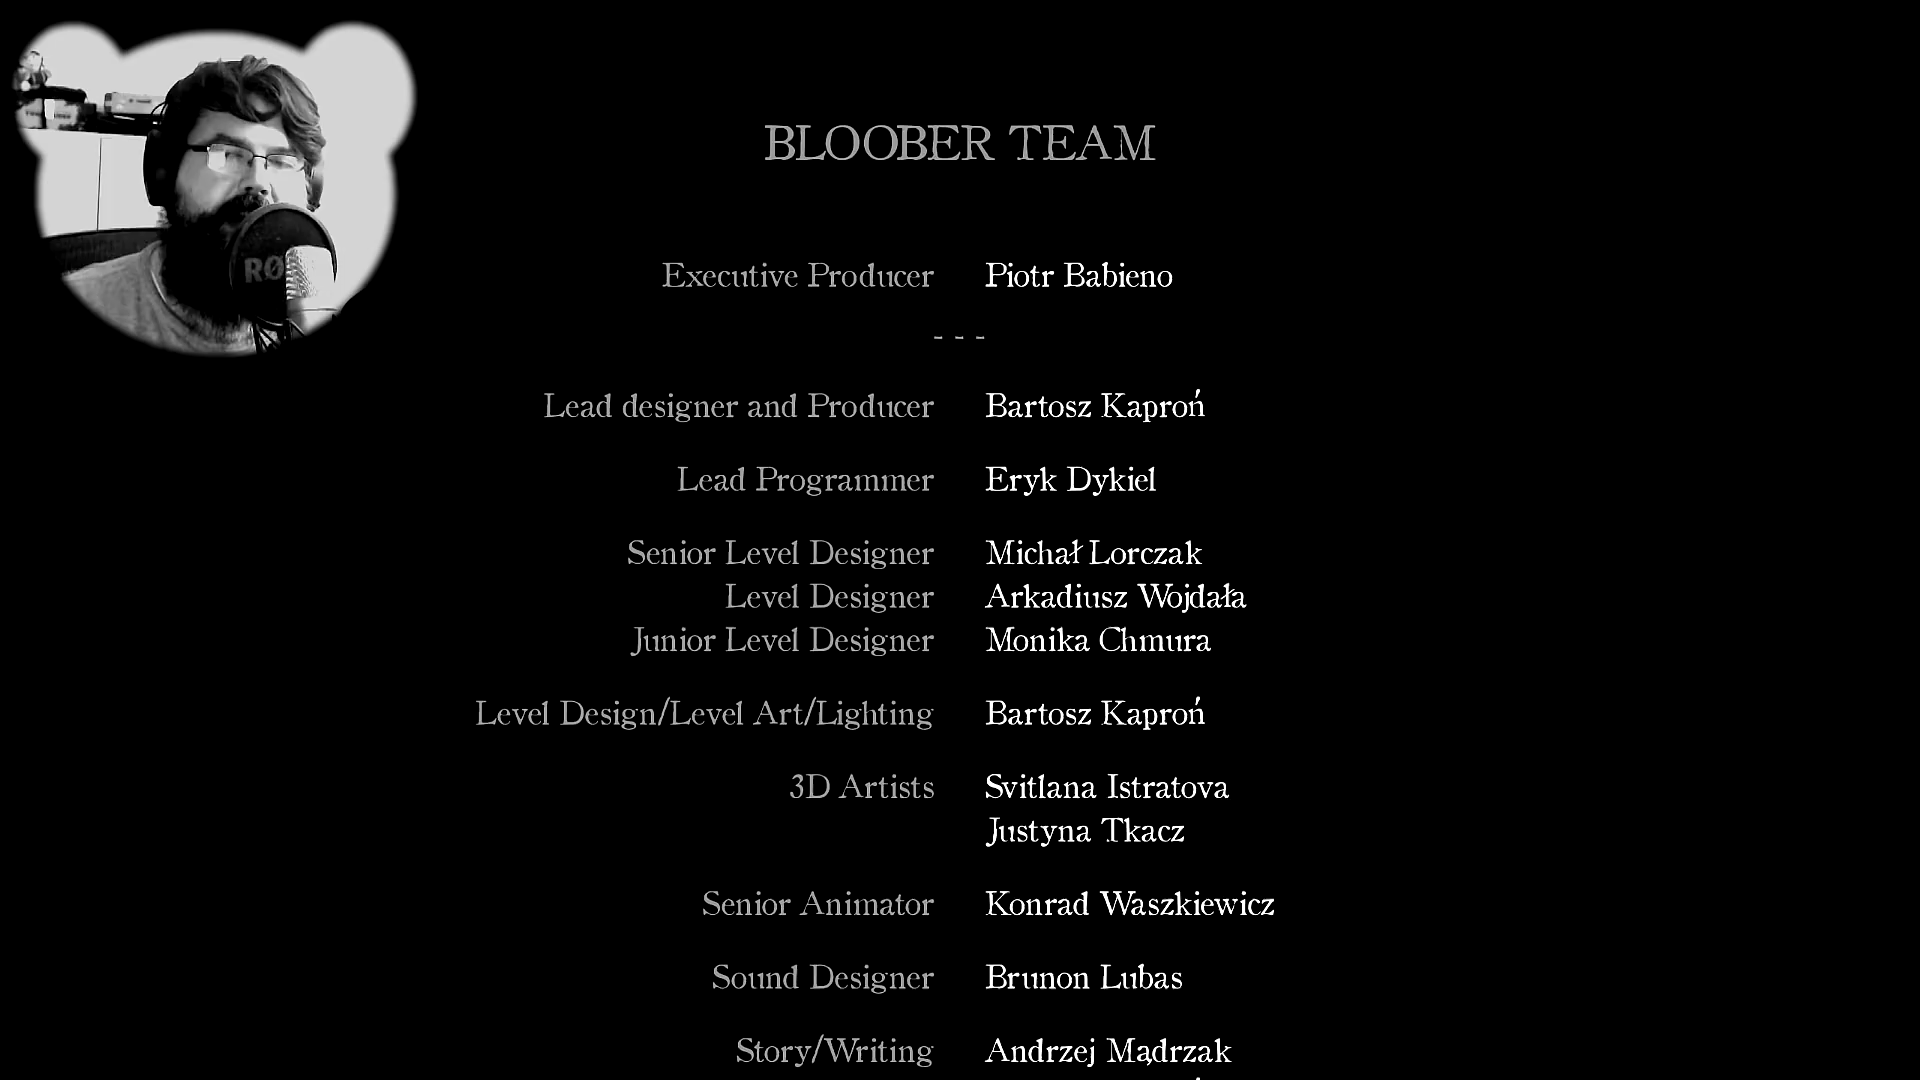 BLOOBER TEAM
Executive Producer Piotr Babieno
- - -
Lead designer and Producer Bartosz Kaproń
Lead Programmer Eryk Dykiel
Senior Level Designer Michał Lorczak
Level Designer Arkadiusz Wojdała
Junior Level Designer Monika Chmura
Level Design/Level Art/Lighting Bartosz Kaproń
3D Artists Svitlana Istratova
Justyna Tkacz
Senior Animator Konrad Waszkiewicz
Sound Designer Brunon Lubas
Story/Writing Andrzej Mądrzak
RØ